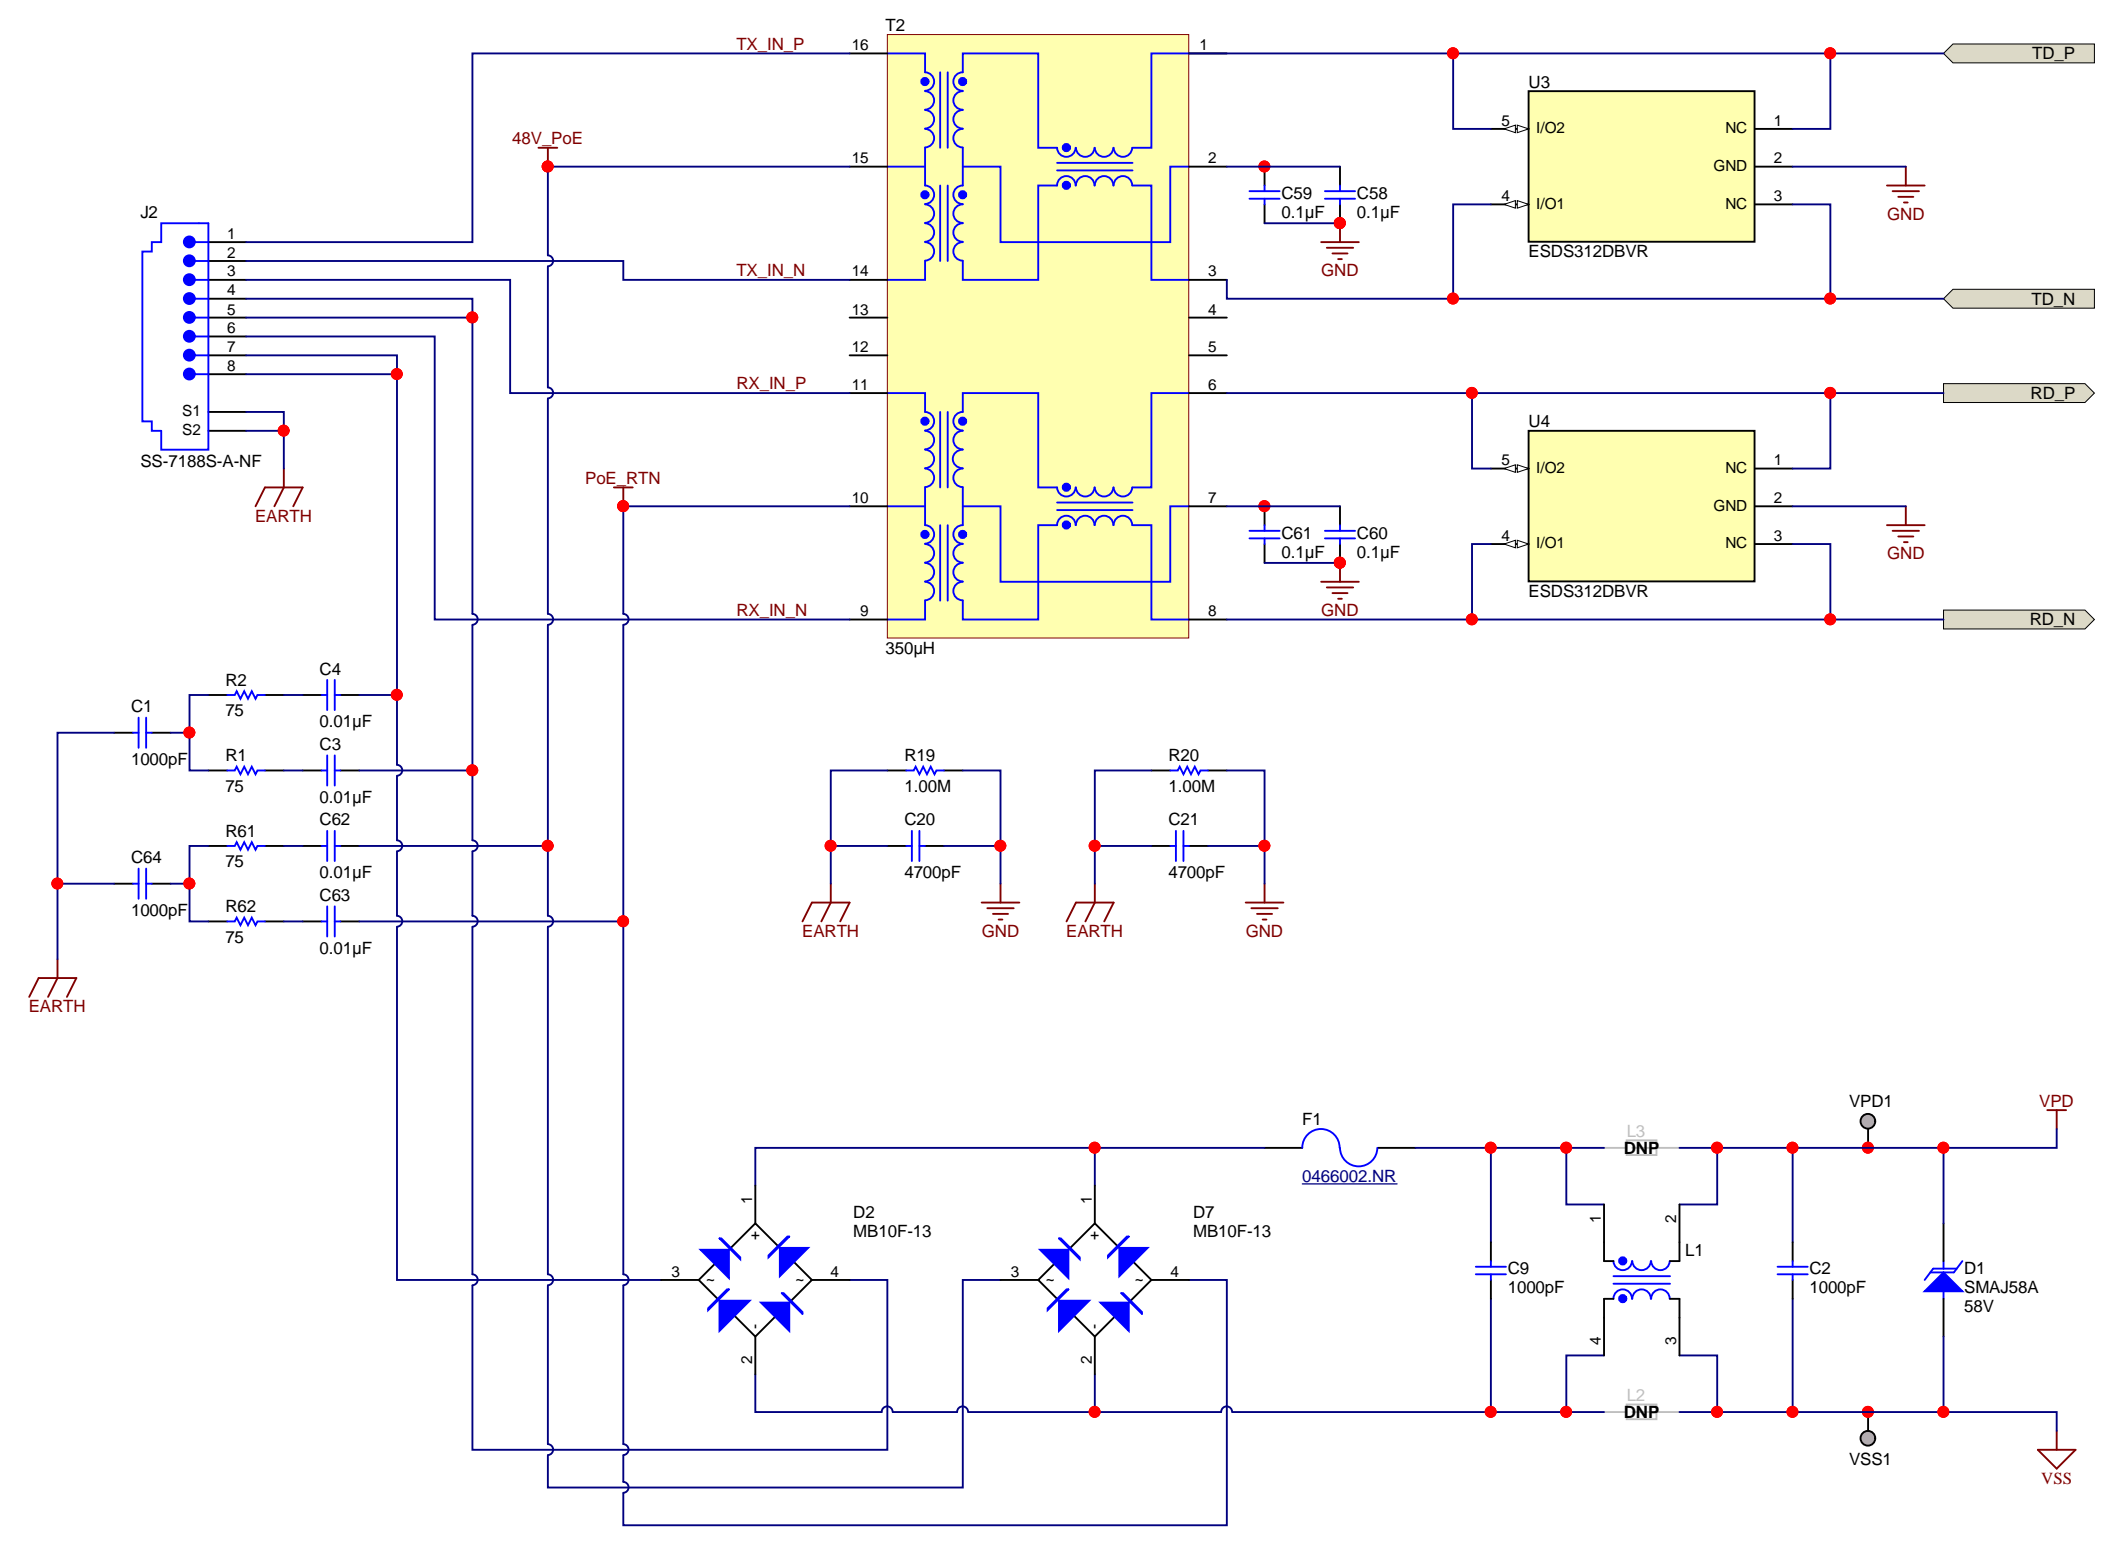 T2
TX_IN_P
16
1
TD_P
U3
5
I/O2
NC
1
48V_PoE
15
2
GND
2
C59
0.1µF
C58
0.1µF
4
I/O1
NC
3
GND
GND
ESDS312DBVR
J2
1
2
3
4
5
6
7
8
S1
S2
SS-7188S-A-NF
EARTH
TX_IN_N
14
3
TD_N
13
4
12
5
RX_IN_P
11
6
RD_P
U4
5
I/O2
NC
1
PoE_RTN
10
7
GND
2
C61
0.1µF
C60
0.1µF
4
I/O1
NC
3
GND
GND
ESDS312DBVR
RX_IN_N
9
8
RD_N
350µH
R2
75
C4
0.01µF
C1
1000pF
R1
75
C3
0.01µF
R61
75
C62
0.01µF
C64
1000pF
R62
75
C63
0.01µF
EARTH
R19
1.00M
C20
4700pF
EARTH
GND
R20
1.00M
C21
4700pF
EARTH
GND
F1
0466002.NR
L3
DNP
VPD1
VPD
1
D2
MB10F-13
+
3
~
~
4
-
2
1
D7
MB10F-13
+
3
~
~
4
-
2
C9
1000pF
1
2
L1
4
3
C2
1000pF
D1
SMAJ58A
58V
L2
DNP
VSS1
VSS